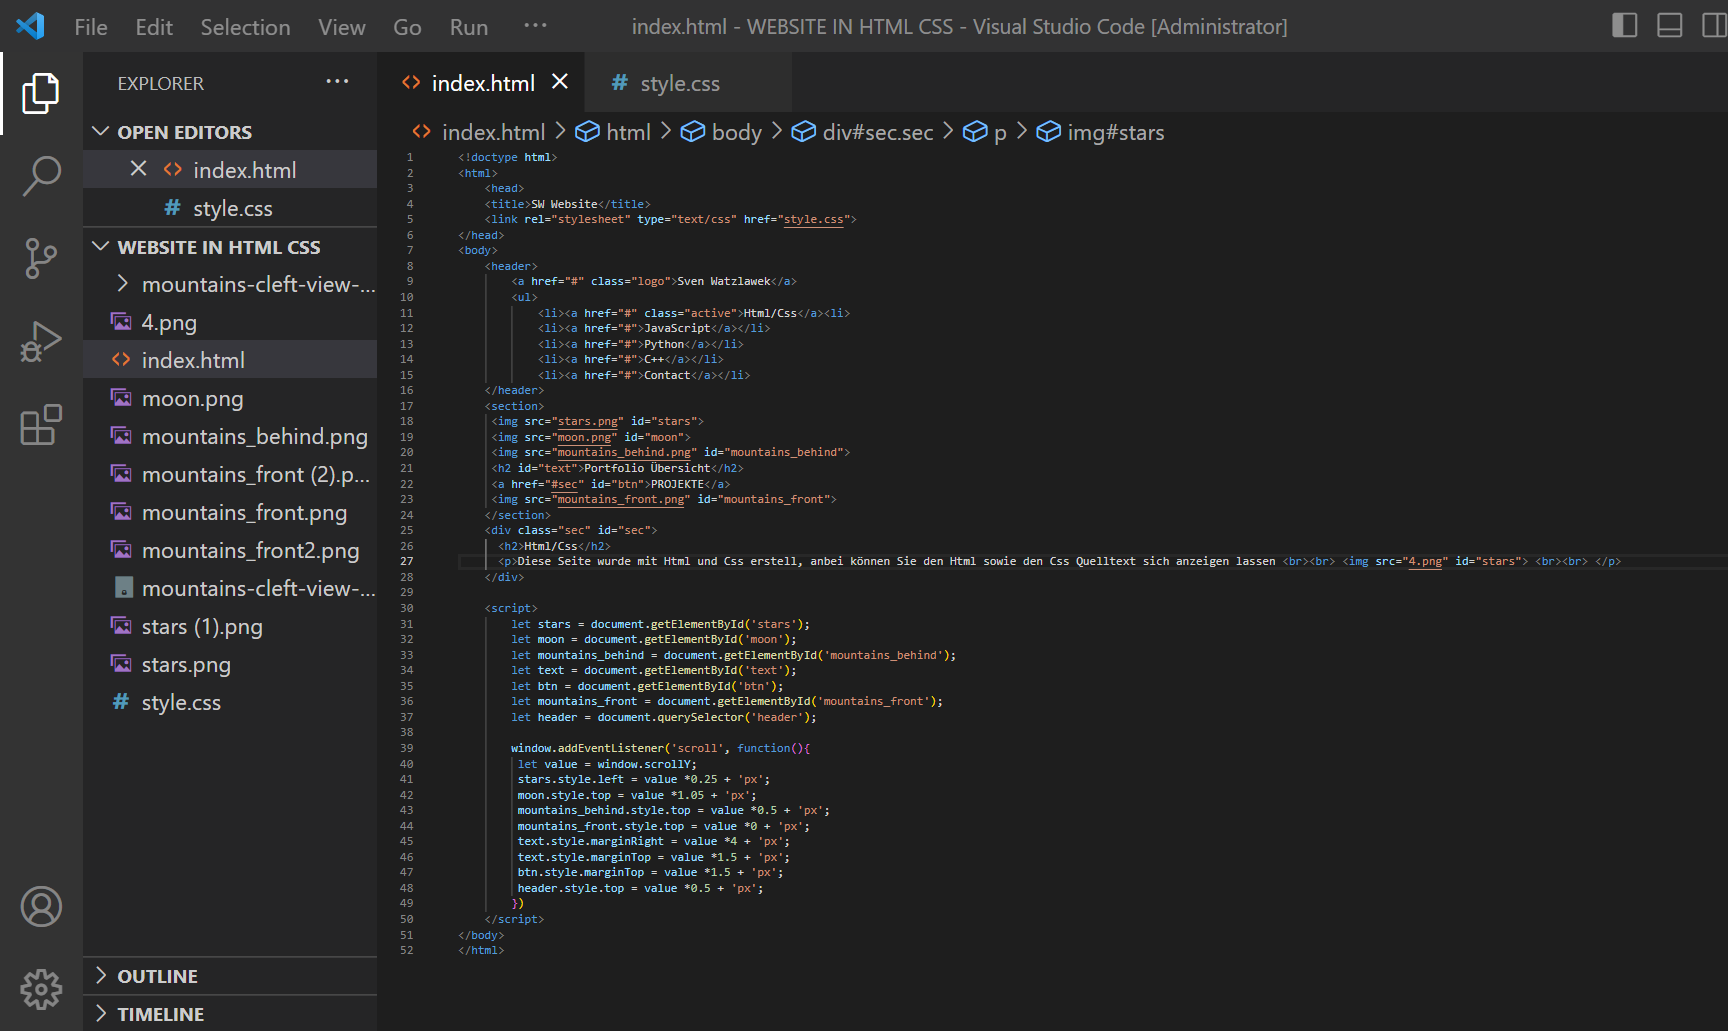 File Edit Selection View Go Run ··· index.html - WEBSITE IN HTML CSS - Visual Studio Code [Administrator]
EXPLORER ···
OPEN EDITORS
index.html
style.css
WEBSITE IN HTML CSS
mountains-cleft-view-...
4.png
index.html
moon.png
mountains_behind.png
mountains_front (2).p...
mountains_front.png
mountains_front2.png
mountains-cleft-view-...
stars (1).png
stars.png
style.css
OUTLINE
TIMELINE
index.html # style.css
index.html > html > body > div#sec.sec > p > img#stars
1 <!doctype html>
2 <html>
3 <head>
4 <title>SW Website</title>
5 <link rel="stylesheet" type="text/css" href="style.css">
6 </head>
7 <body>
8 <header>
9 <a href="#" class="logo">Sven Watzlawek</a>
10 <ul>
11 <li><a href="#" class="active">Html/Css</a><li>
12 <li><a href="#">JavaScript</a></li>
13 <li><a href="#">Python</a></li>
14 <li><a href="#">C++</a></li>
15 <li><a href="#">Contact</a></li>
16 </header>
17 <section>
18 <img src="stars.png" id="stars">
19 <img src="moon.png" id="moon">
20 <img src="mountains_behind.png" id="mountains_behind">
21 <h2 id="text">Portfolio Übersicht</h2>
22 <a href="#sec" id="btn">PROJEKTE</a>
23 <img src="mountains_front.png" id="mountains_front">
24 </section>
25 <div class="sec" id="sec">
26 <h2>Html/Css</h2>
27 <p>Diese Seite wurde mit Html und Css erstell, anbei können Sie den Html sowie den Css Quelltext sich anzeigen lassen <br><br> <img src="4.png" id="stars"> <br><br> </p>
28 </div>
29
30 <script>
31 let stars = document.getElementById('stars');
32 let moon = document.getElementById('moon');
33 let mountains_behind = document.getElementById('mountains_behind');
34 let text = document.getElementById('text');
35 let btn = document.getElementById('btn');
36 let mountains_front = document.getElementById('mountains_front');
37 let header = document.querySelector('header');
38
39 window.addEventListener('scroll', function(){
40 let value = window.scrollY;
41 stars.style.left = value *0.25 + 'px';
42 moon.style.top = value *1.05 + 'px';
43 mountains_behind.style.top = value *0.5 + 'px';
44 mountains_front.style.top = value *0 + 'px';
45 text.style.marginRight = value *4 + 'px';
46 text.style.marginTop = value *1.5 + 'px';
47 btn.style.marginTop = value *1.5 + 'px';
48 header.style.top = value *0.5 + 'px';
49 })
50 </script>
51 </body>
52 </html>